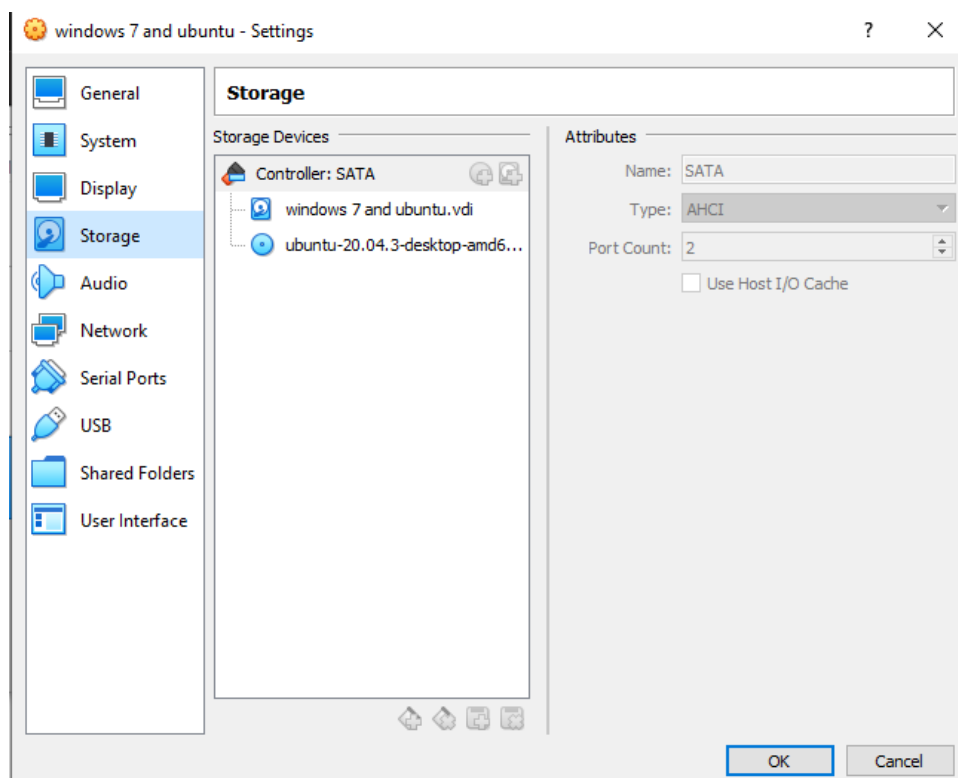 windows 7 and ubuntu - Settings
?
General
System
Display
Storage
Audio
Network
Serial Ports
USB
Shared Folders
User Interface
Storage
Storage Devices
Controller: SATA
windows 7 and ubuntu.vdi
ubuntu-20.04.3-desktop-amd6...
Attributes
Name: SATA
Type: AHCI
Port Count: 2
Use Host I/O Cache
OK
Cancel